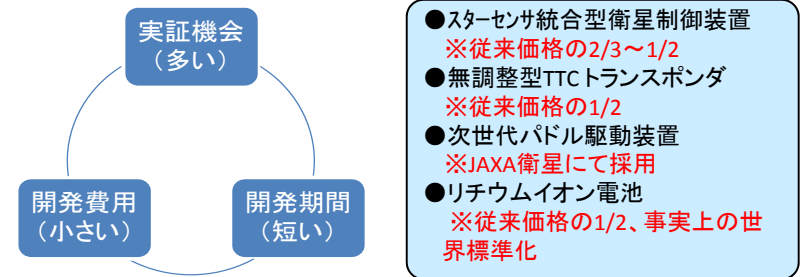 実証機会
（多い）
開発費用
（小さい）
開発期間
（短い）
●スターセンサ統合型衛星制御装置
※従来価格の2/3～1/2
●無調整型TTCトランスポンダ
※従来価格の1/2
●次世代パドル駆動装置
※JAXA衛星にて採用
●リチウムイオン電池
※従来価格の1/2、事実上の世
界標準化